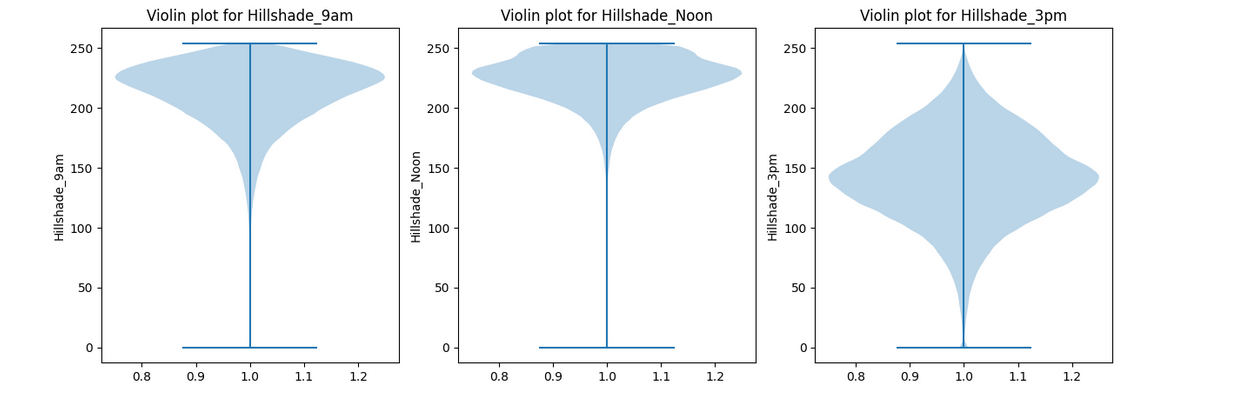 Violin plot for Hillshade_9am
Hillshade_9am
250
200
150
100
50
0
0.8 0.9 1.0 1.1 1.2
Violin plot for Hillshade_Noon
Hillshade_Noon
250
200
150
100
50
0
0.8 0.9 1.0 1.1 1.2
Violin plot for Hillshade_3pm
Hillshade_3pm
250
200
150
100
50
0
0.8 0.9 1.0 1.1 1.2